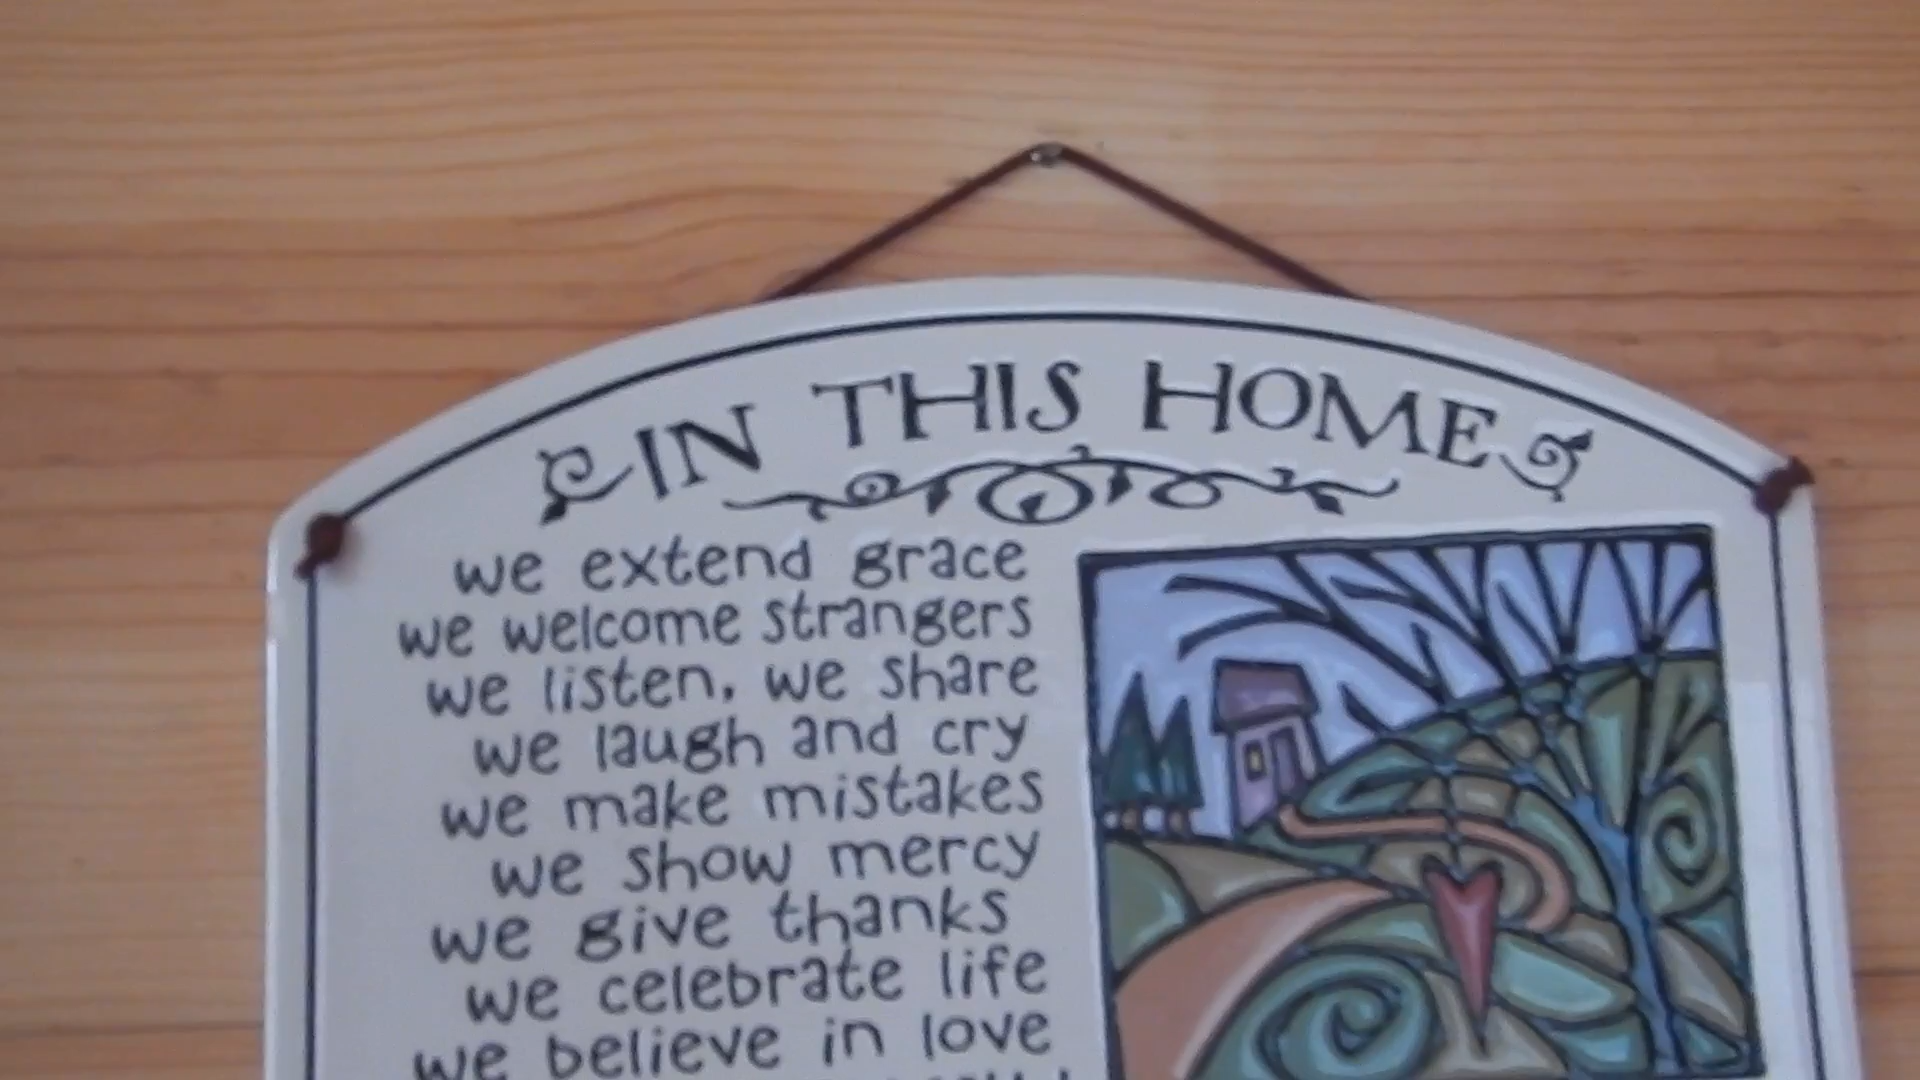 IN THIS HOME
we extend grace
we welcome strangers
we listen, we share
we laugh and cry
we make mistakes
we show mercy
we give thanks
we celebrate life
we believe in love